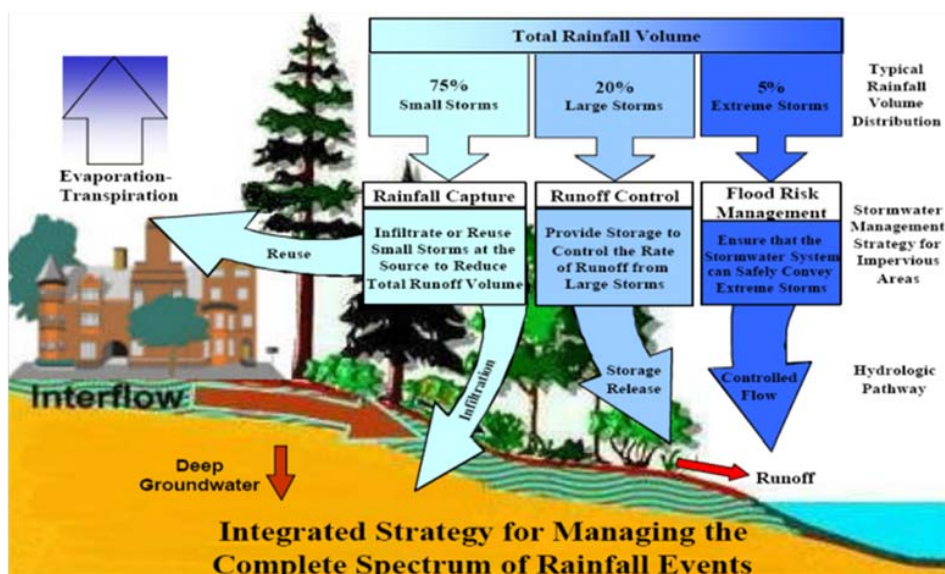 Total Rainfall Volume
75%
Small Storms
20%
Large Storms
5%
Extreme Storms
Typical
Rainfall
Volume
Distribution
Evaporation-
Transpiration
Rainfall Capture
Infiltrate or Reuse
Small Storms at the
Source to Reduce
Total Runoff Volume
Runoff Control
Provide Storage to
Control the Rate
of Runoff from
Large Storms
Flood Risk
Management
Ensure that the
Stormwater System
can Safely Convey
Extreme Storms
Stormwater
Management
Strategy for
Impervious
Areas
Reuse
Infiltration
Storage
Release
Controlled
Flow
Hydrologic
Pathway
Interflow
Deep
Groundwater
Runoff
Integrated Strategy for Managing the
Complete Spectrum of Rainfall Events